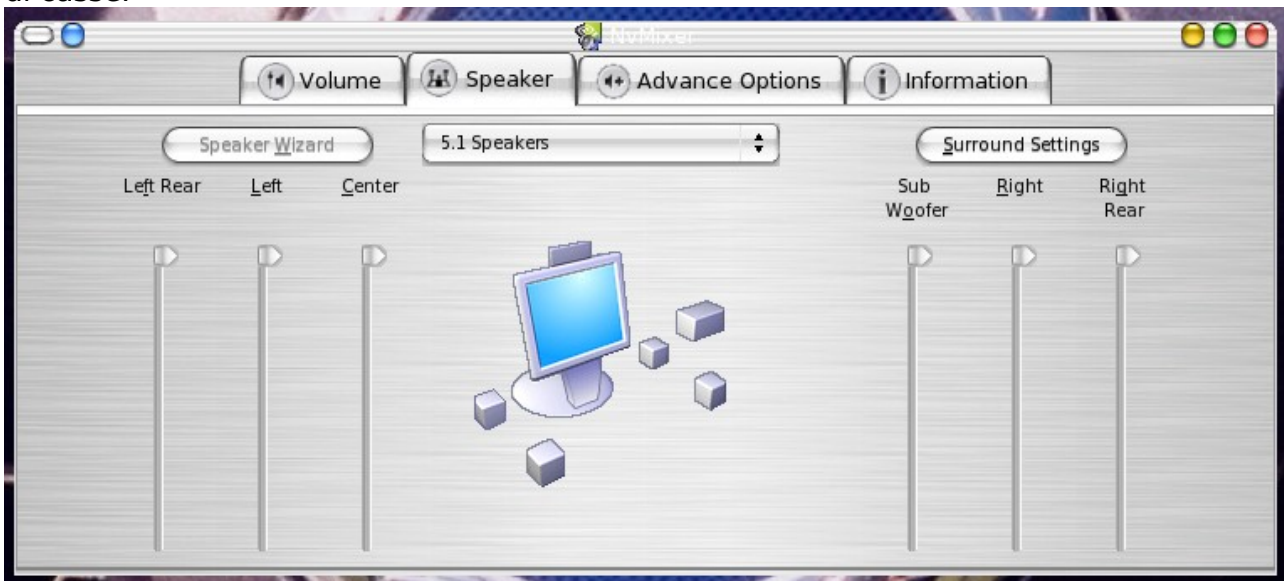 NvMixer
Volume
Speaker
Advance Options
Information
Speaker Wizard
5.1 Speakers
Surround Settings
Left Rear
Left
Center
Sub
Woofer
Right
Right
Rear